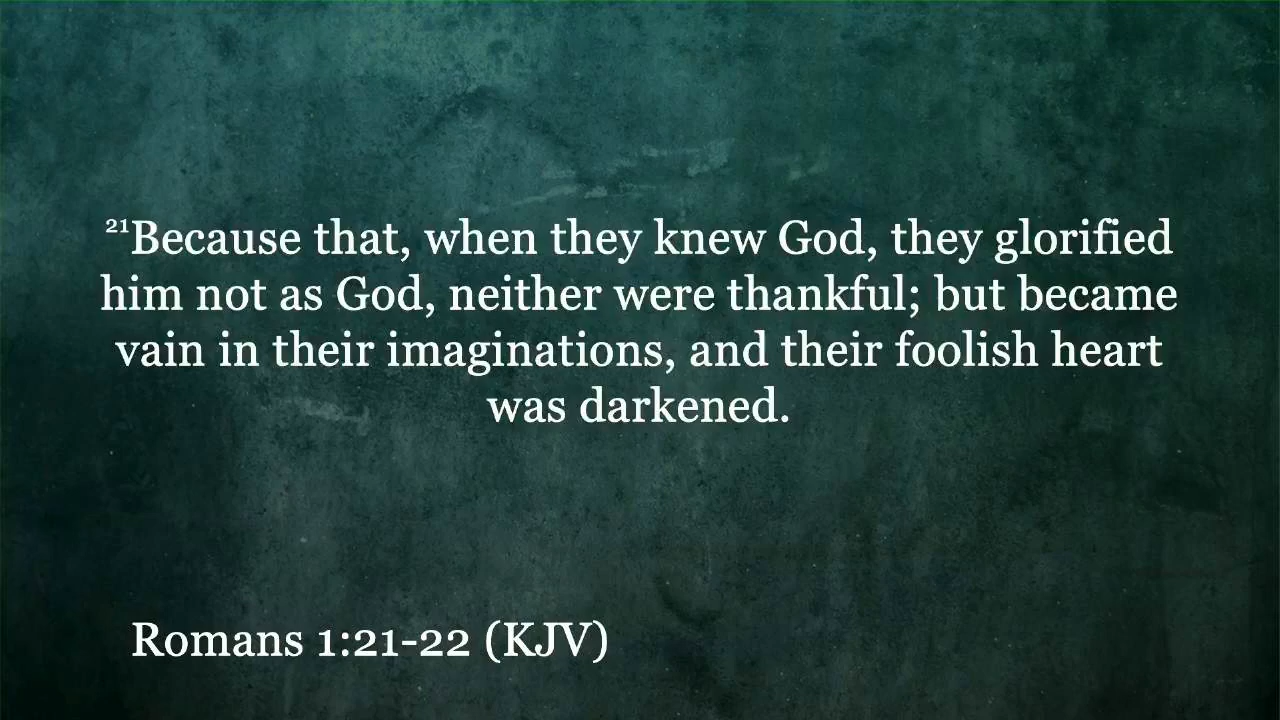 ²¹Because that, when they knew God, they glorified
him not as God, neither were thankful; but became
vain in their imaginations, and their foolish heart
was darkened.
Romans 1:21-22 (KJV)